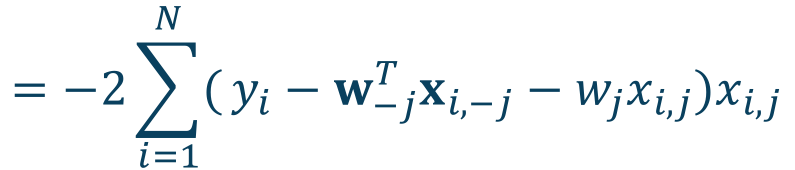 = −2 ∑_{i=1}^{N} ( y_i − 𝐰_{−j}^T 𝐱_{i,−j} − w_j x_{i,j}) x_{i,j}